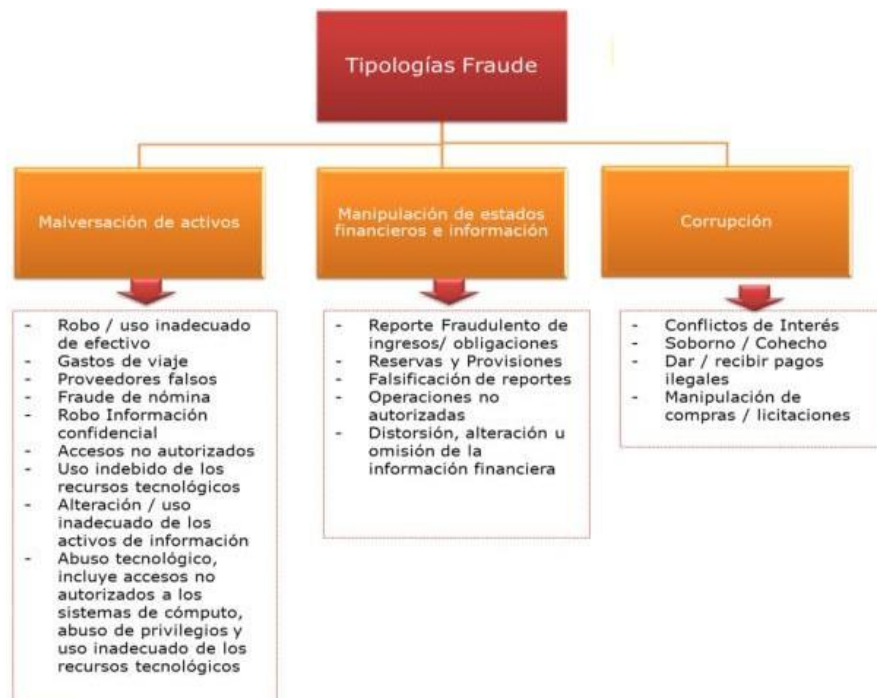 Tipologías Fraude
Malversación de activos
Manipulación de estados
financieros e información
Corrupción
- Robo / uso inadecuado
de efectivo
- Gastos de viaje
- Proveedores falsos
- Fraude de nómina
- Robo Información
confidencial
- Accesos no autorizados
- Uso indebido de los
recursos tecnológicos
- Alteración / uso
inadecuado de los
activos de información
- Abuso tecnológico,
incluye accesos no
autorizados a los
sistemas de cómputo,
abuso de privilegios y
uso inadecuado de los
recursos tecnológicos
- Reporte Fraudulento de
ingresos/ obligaciones
- Reservas y Provisiones
- Falsificación de reportes
- Operaciones no
autorizadas
- Distorsión, alteración u
omisión de la
información financiera
- Conflictos de Interés
- Soborno / Cohecho
- Dar / recibir pagos
ilegales
- Manipulación de
compras / licitaciones